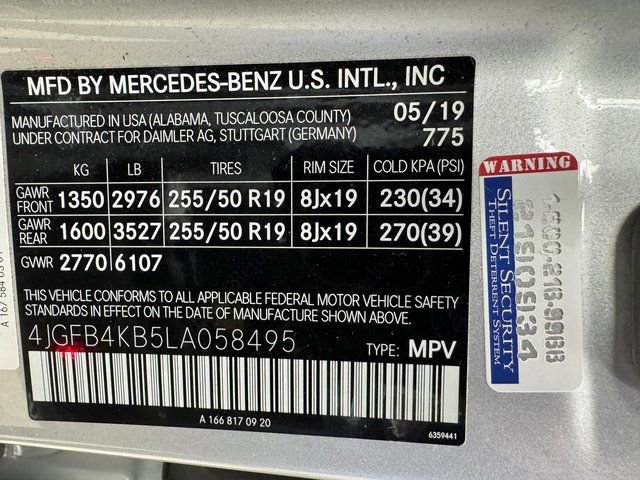 MFD BY MERCEDES-BENZ U.S. INTL., INC
MANUFACTURED IN USA (ALABAMA, TUSCALOOSA COUNTY) 05/19
UNDER CONTRACT FOR DAIMLER AG, STUTTGART (GERMANY) 775
KG LB TIRES RIM SIZE COLD KPA (PSI)
GAWR FRONT 1350 2976 255/50 R19 8Jx19 230(34)
GAWR REAR 1600 3527 255/50 R19 8Jx19 270(39)
GVWR 2770 6107
THIS VEHICLE CONFORMS TO ALL APPLICABLE FEDERAL MOTOR VEHICLE SAFETY
STANDARDS IN EFFECT ON THE DATE OF MANUFACTURE SHOWN ABOVE.
4JGFB4KB5LA058495 TYPE: MPV
A 166 817 09 20
6359441
A 167 584 03 01
WARNING
SILENT SECURITY
THEFT DETERRENT SYSTEM